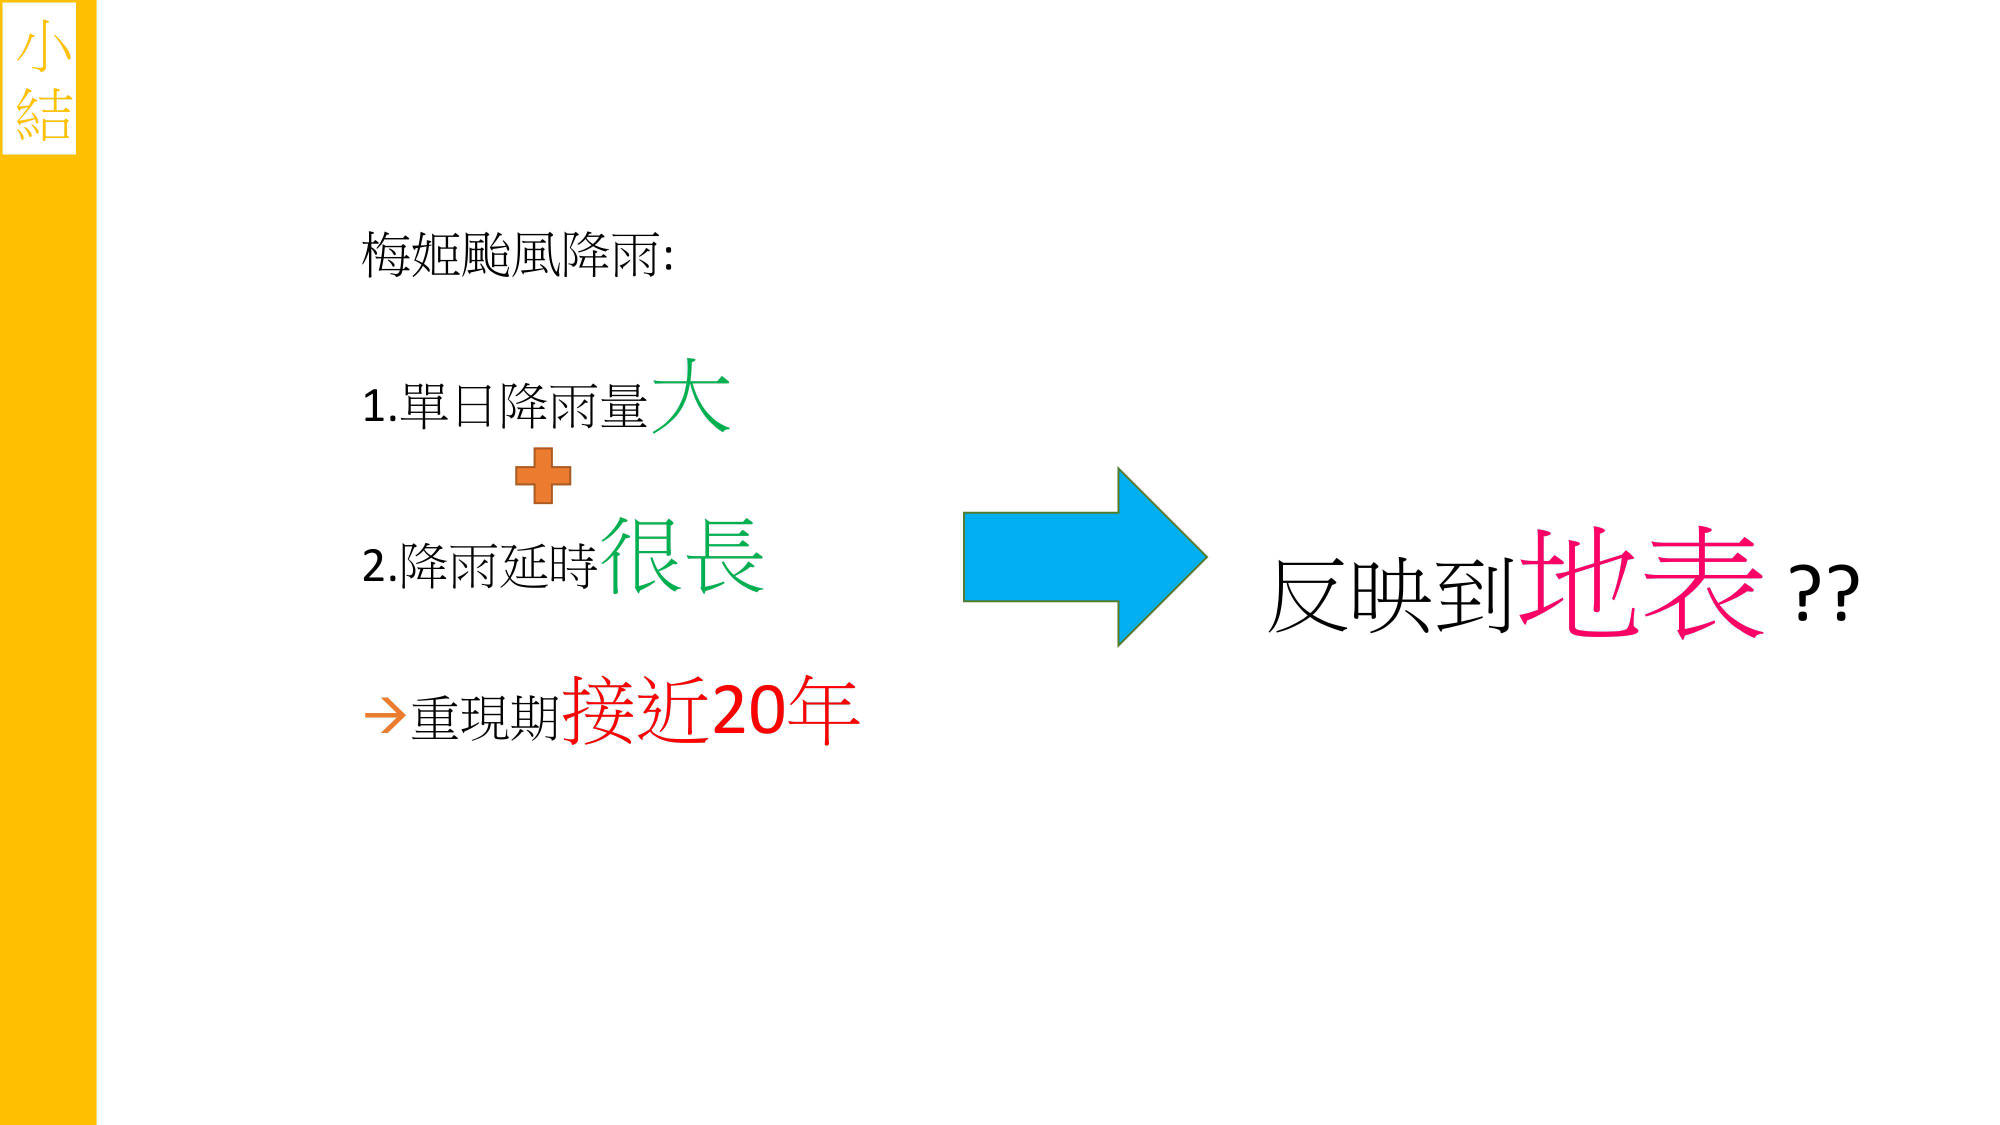 小
結
梅姬颱風降雨:
1.單日降雨量大
2.降雨延時很長
→重現期接近20年
反映到地表??